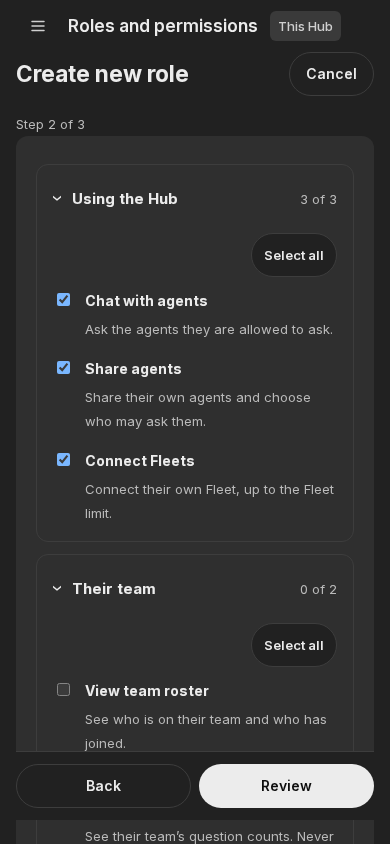 Roles and permissions
This Hub
Create new role
Cancel
Step 2 of 3
Using the Hub
3 of 3
Select all
Chat with agents
Ask the agents they are allowed to ask.
Share agents
Share their own agents and choose
who may ask them.
Connect Fleets
Connect their own Fleet, up to the Fleet
limit.
Their team
0 of 2
Select all
View team roster
See who is on their team and who has
joined.
Back
Review
See their team’s question counts. Never